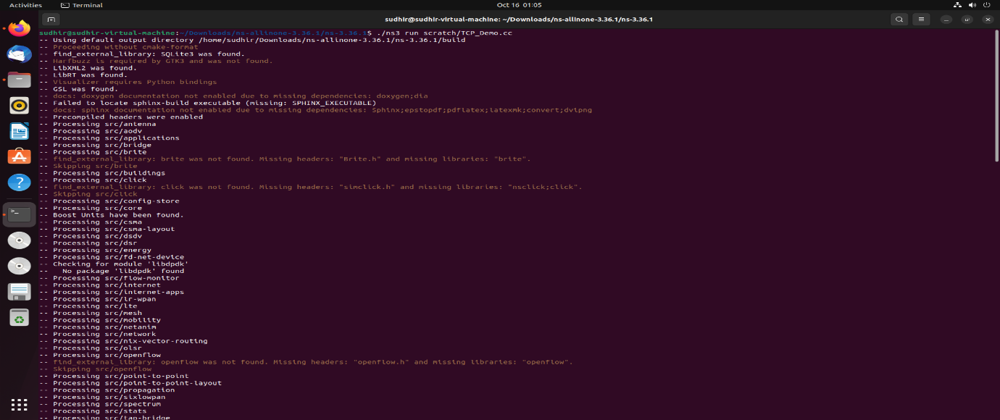 Activities
Terminal
Oct 16 01:05
sudhir@sudhir-virtual-machine: ~/Downloads/ns-allinone-3.36.1/ns-3.36.1
sudhir@sudhir-virtual-machine:~/Downloads/ns-allinone-3.36.1/ns-3.36.1$ ./ns3 run scratch/TCP_Demo.cc
-- Using default output directory /home/sudhir/Downloads/ns-allinone-3.36.1/ns-3.36.1/build
-- Proceeding without cmake-format
-- find_external_library: SQLite3 was found.
-- Harfbuzz is required by GTK3 and was not found.
-- LibXML2 was found.
-- LibRT was found.
-- Visualizer requires Python bindings
-- GSL was found.
-- docs: doxygen documentation not enabled due to missing dependencies: doxygen;dia
-- Failed to locate sphinx-build executable (missing: SPHINX_EXECUTABLE)
-- docs: sphinx documentation not enabled due to missing dependencies: Sphinx;epstopdf;pdflatex;latexmk;convert;dvipng
-- Precompiled headers were enabled
-- Processing src/antenna
-- Processing src/aodv
-- Processing src/applications
-- Processing src/bridge
-- Processing src/brite
-- find_external_library: brite was not found. Missing headers: "Brite.h" and missing libraries: "brite".
-- Skipping src/brite
-- Processing src/buildings
-- Processing src/click
-- find_external_library: click was not found. Missing headers: "simclick.h" and missing libraries: "nsclick;click".
-- Skipping src/click
-- Processing src/config-store
-- Processing src/core
-- Boost Units have been found.
-- Processing src/csma
-- Processing src/csma-layout
-- Processing src/dsdv
-- Processing src/dsr
-- Processing src/energy
-- Processing src/fd-net-device
-- Checking for module 'libdpdk'
--   No package 'libdpdk' found
-- Processing src/flow-monitor
-- Processing src/internet
-- Processing src/internet-apps
-- Processing src/lr-wpan
-- Processing src/lte
-- Processing src/mesh
-- Processing src/mobility
-- Processing src/netanim
-- Processing src/network
-- Processing src/nix-vector-routing
-- Processing src/olsr
-- Processing src/openflow
-- find_external_library: openflow was not found. Missing headers: "openflow.h" and missing libraries: "openflow".
-- Skipping src/openflow
-- Processing src/point-to-point
-- Processing src/point-to-point-layout
-- Processing src/propagation
-- Processing src/sixlowpan
-- Processing src/spectrum
-- Processing src/stats
-- Processing src/tap-bridge